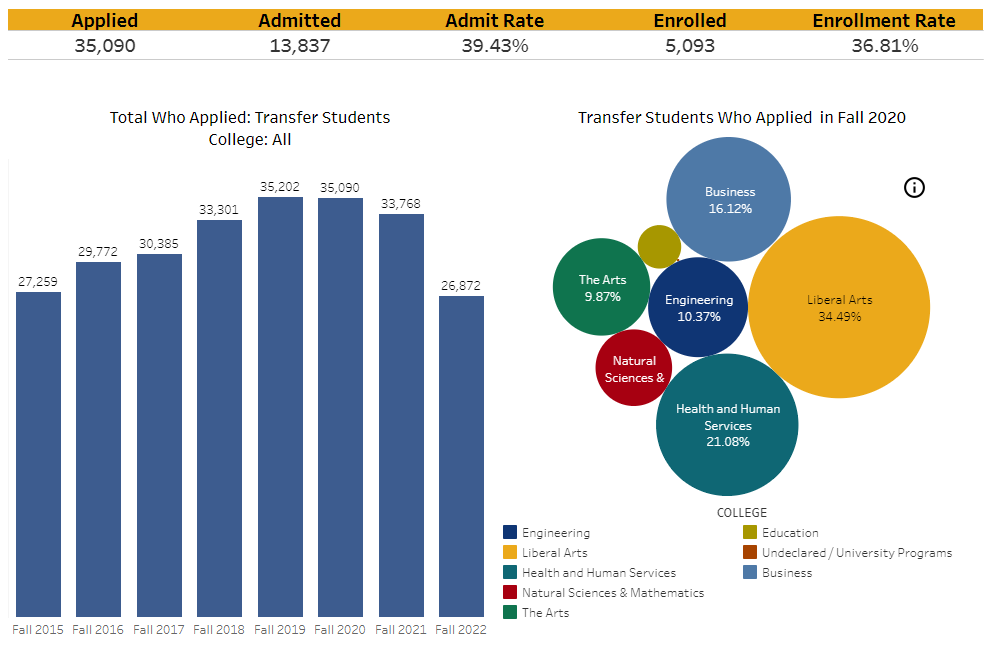 Applied Admitted Admit Rate Enrolled Enrollment Rate
35,090 13,837 39.43% 5,093 36.81%
Total Who Applied: Transfer Students
College: All
27,259
29,772
30,385
33,301
35,202
35,090
33,768
26,872
Fall 2015 Fall 2016 Fall 2017 Fall 2018 Fall 2019 Fall 2020 Fall 2021 Fall 2022
Transfer Students Who Applied in Fall 2020
Business
16.12%
The Arts
9.87%
Engineering
10.37%
Liberal Arts
34.49%
Natural
Sciences &
Health and Human
Services
21.08%
COLLEGE
Engineering
Liberal Arts
Health and Human Services
Natural Sciences & Mathematics
The Arts
Education
Undeclared / University Programs
Business